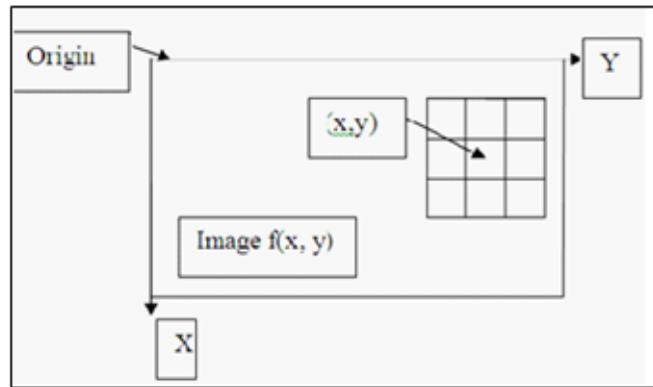 Origin
Y
(x,y)
Image f(x, y)
X